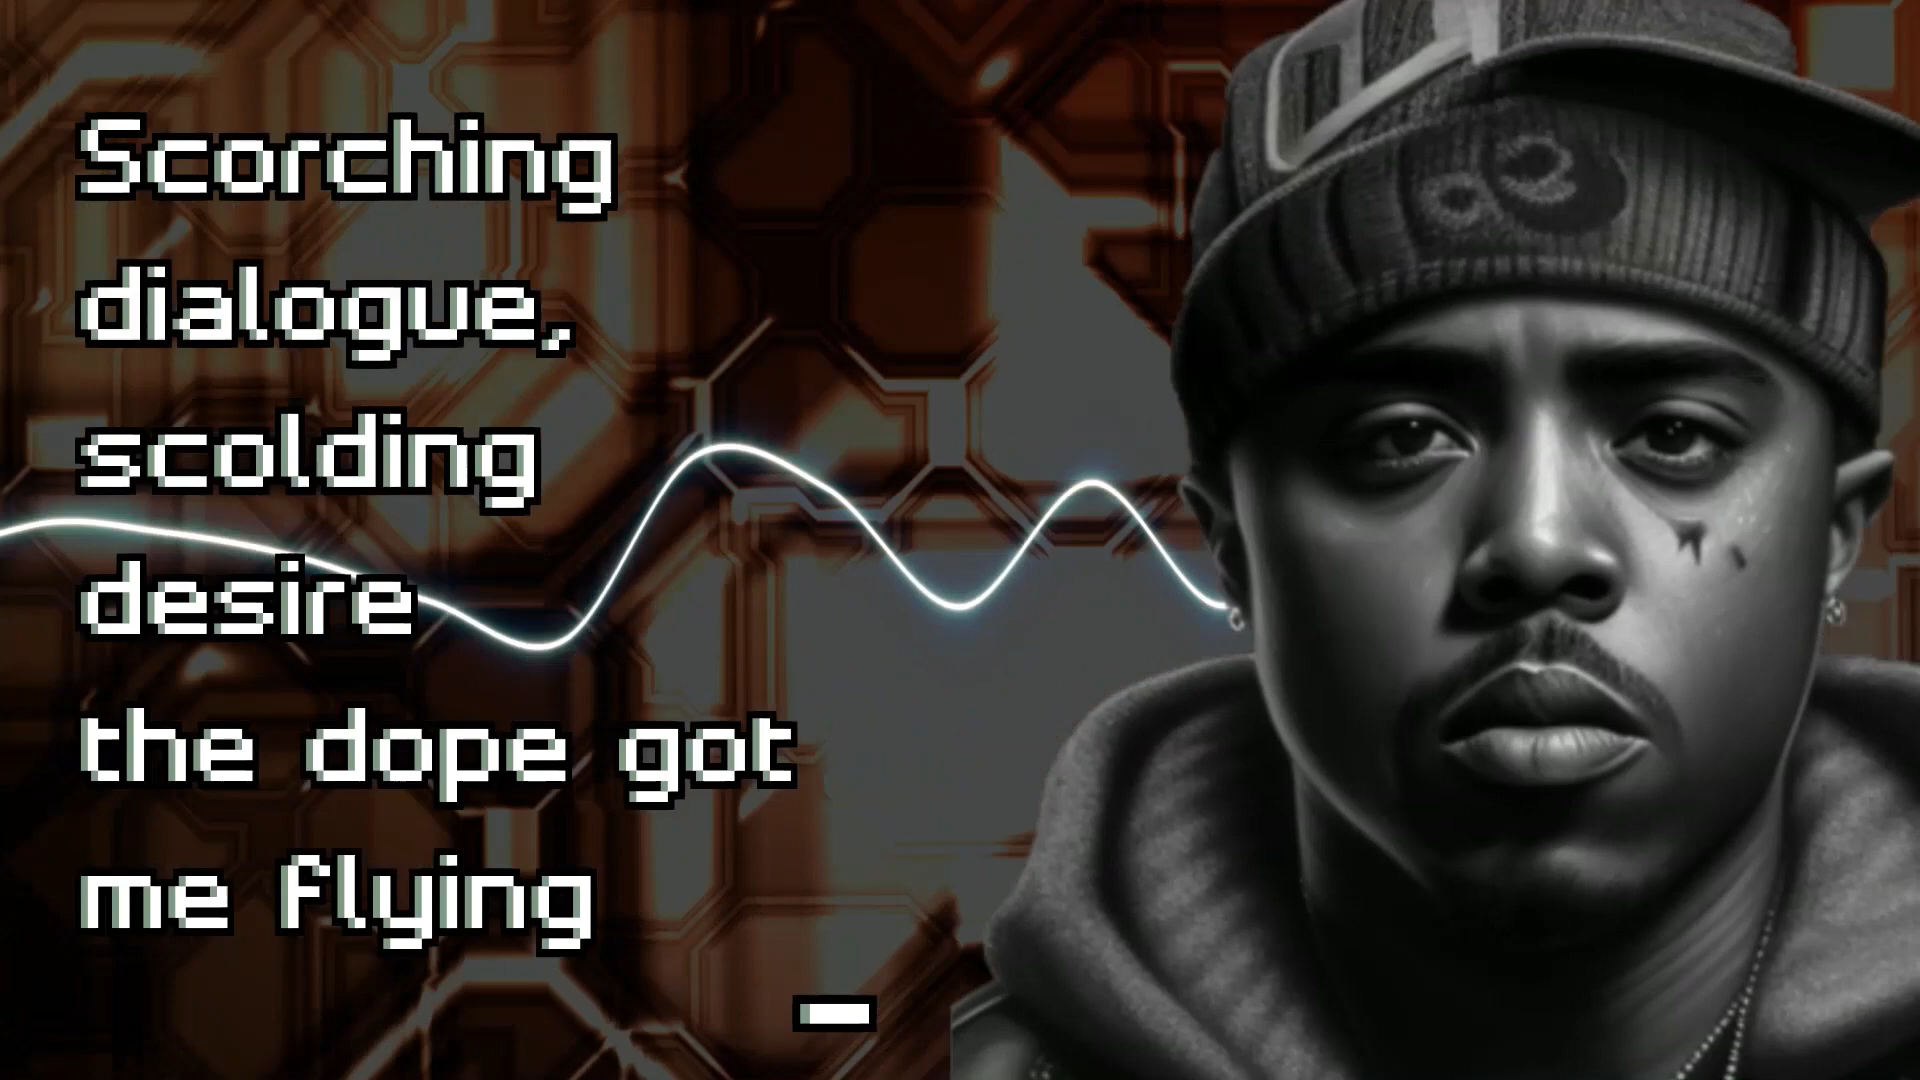 Scorching
dialogue,
scolding
desire
the dope got
me flying
_